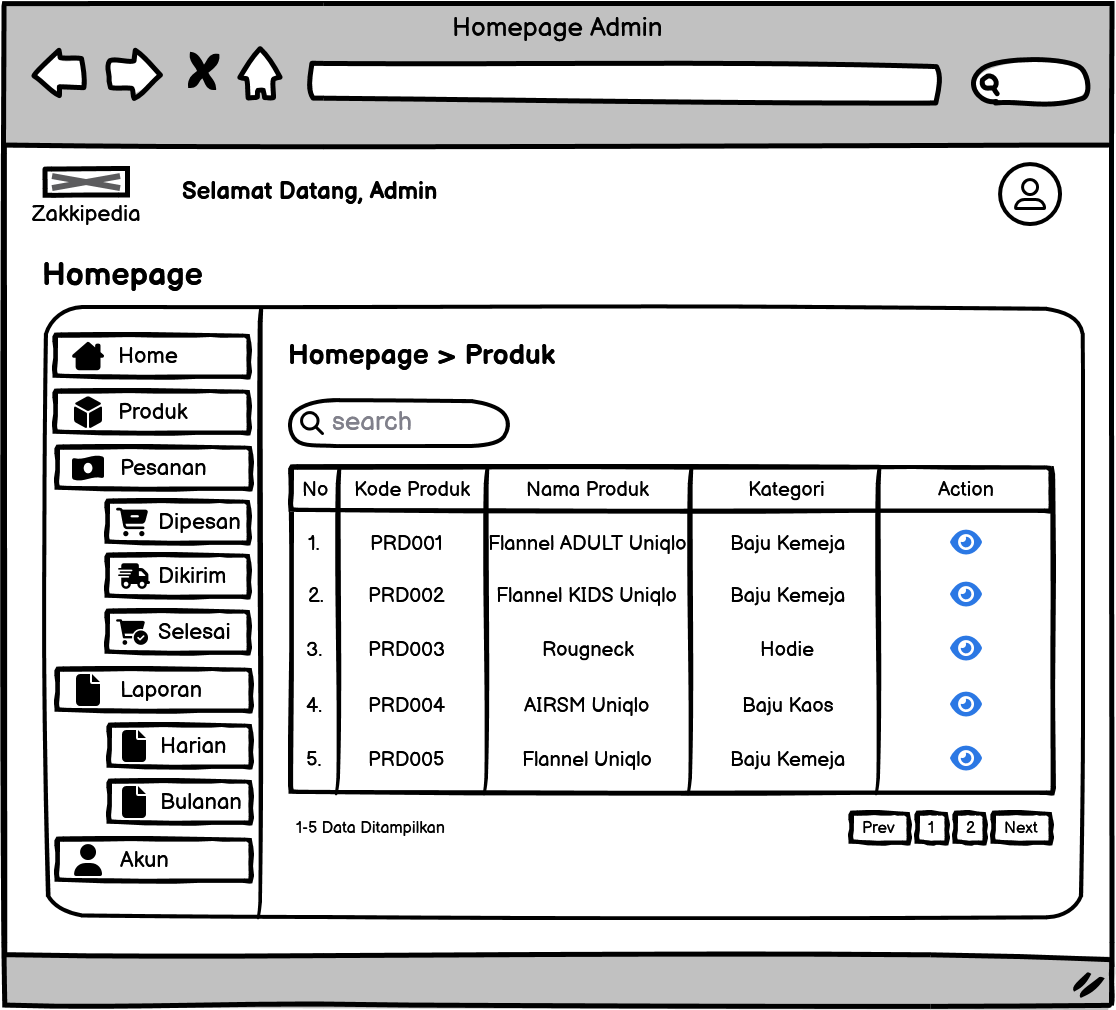 Homepage Admin
Selamat Datang, Admin
Zakkipedia
Homepage
Home
Produk
Pesanan
Dipesan
Dikirim
Selesai
Laporan
Harian
Bulanan
Akun
Homepage > Produk
search
No Kode Produk Nama Produk Kategori Action
1. PRD001 Flannel ADULT Uniqlo Baju Kemeja
2. PRD002 Flannel KIDS Uniqlo Baju Kemeja
3. PRD003 Rougneck Hodie
4. PRD004 AIRSM Uniqlo Baju Kaos
5. PRD005 Flannel Uniqlo Baju Kemeja
1-5 Data Ditampilkan
Prev 1 2 Next